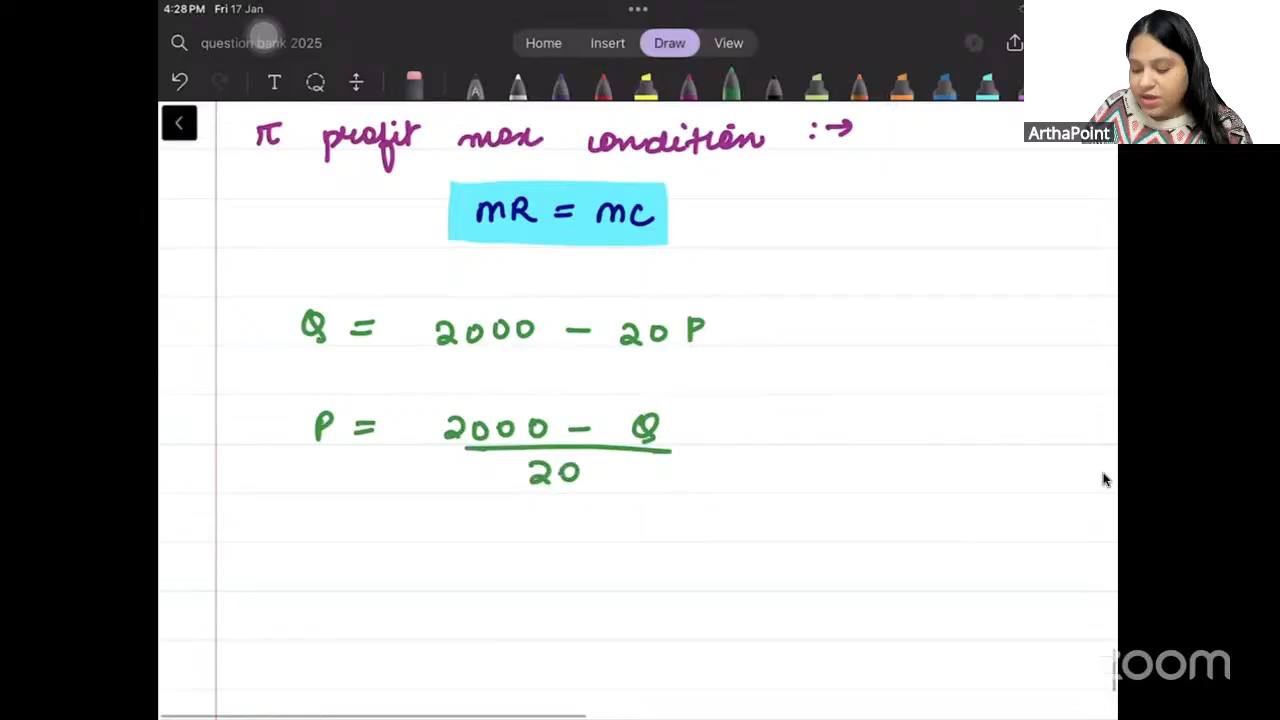 4:28 PM Fri 17 Jan
question bank 2025
Home Insert Draw View
T
ArthaPoint
π profit max condition :→
MR = MC
Q = 2000 - 20 P
P = 2000 - Q
20
zoom